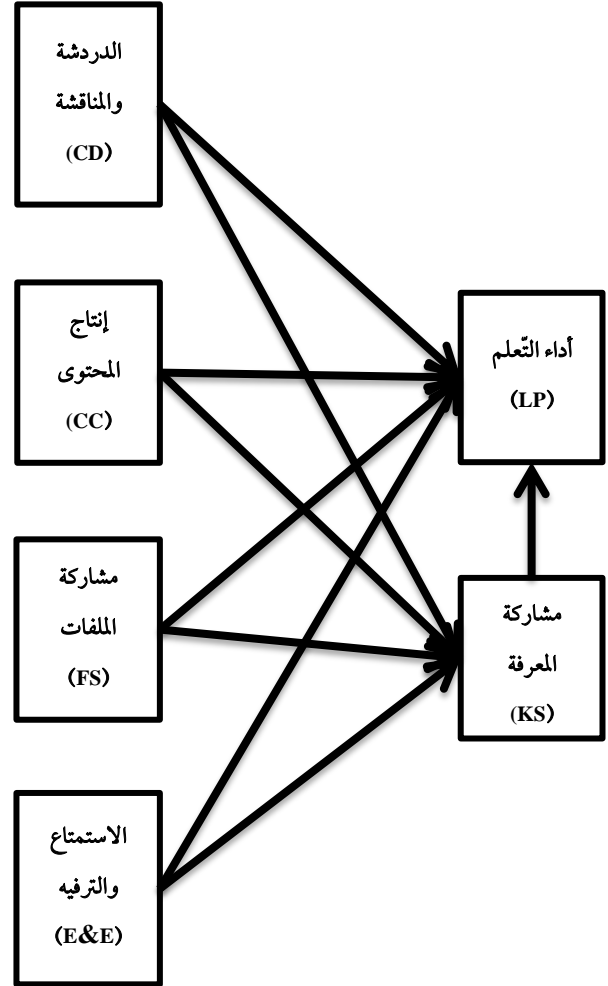 الدردشة
والمناقشة
(CD)
إنتاج
المحتوى
(CC)
مشاركة
الملفات
(FS)
الاستمتاع
والترفيه
(E&E)
أداء التّعلم
(LP)
مشاركة
المعرفة
(KS)